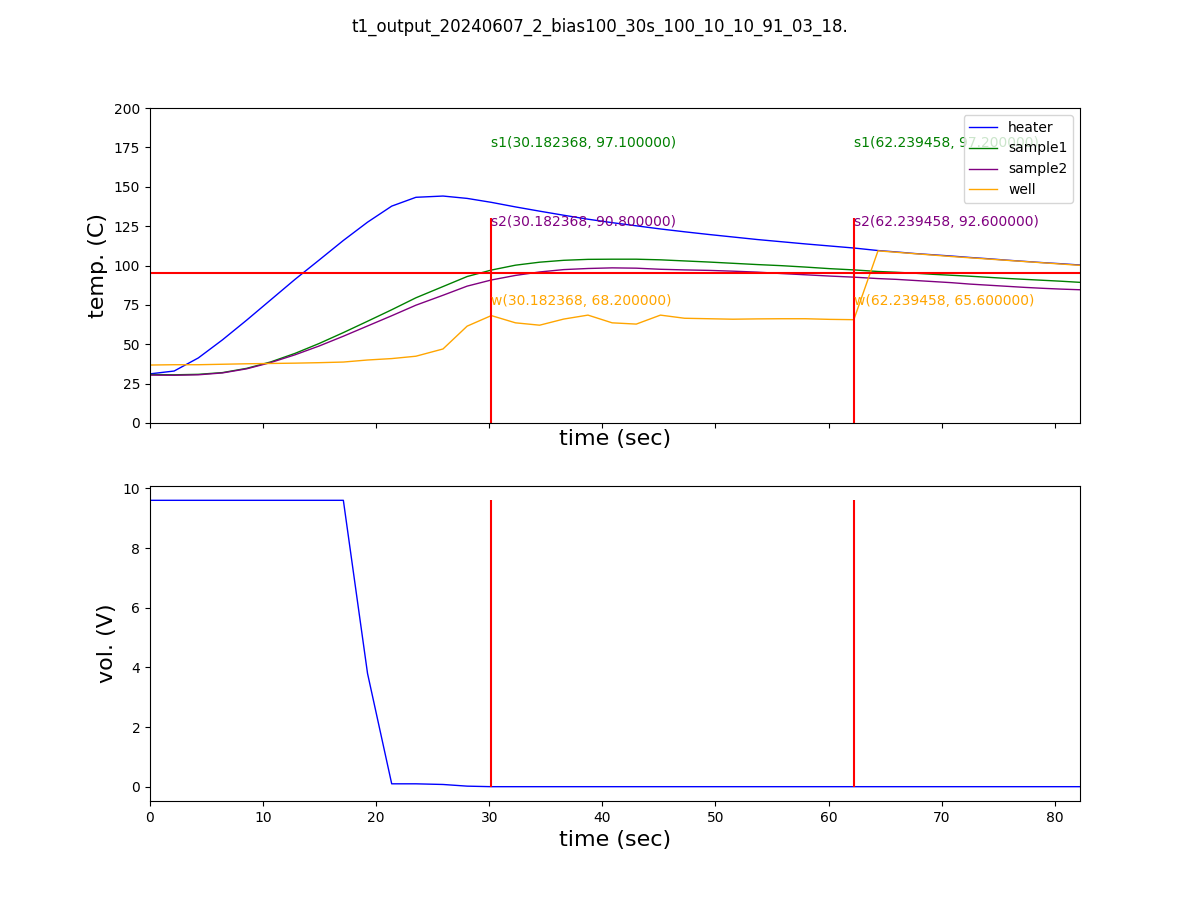 t1_output_20240607_2_bias100_30s_100_10_10_91_03_18.
200
175
150
125
100
75
50
25
0
temp. (C)
s1(30.182368, 97.100000)
s1(62.239458, 97.200000)
s2(30.182368, 90.800000)
s2(62.239458, 92.600000)
w(30.182368, 68.200000)
w(62.239458, 65.600000)
heater
sample1
sample2
well
time (sec)
10
8
6
4
2
0
vol. (V)
0 10 20 30 40 50 60 70 80
time (sec)